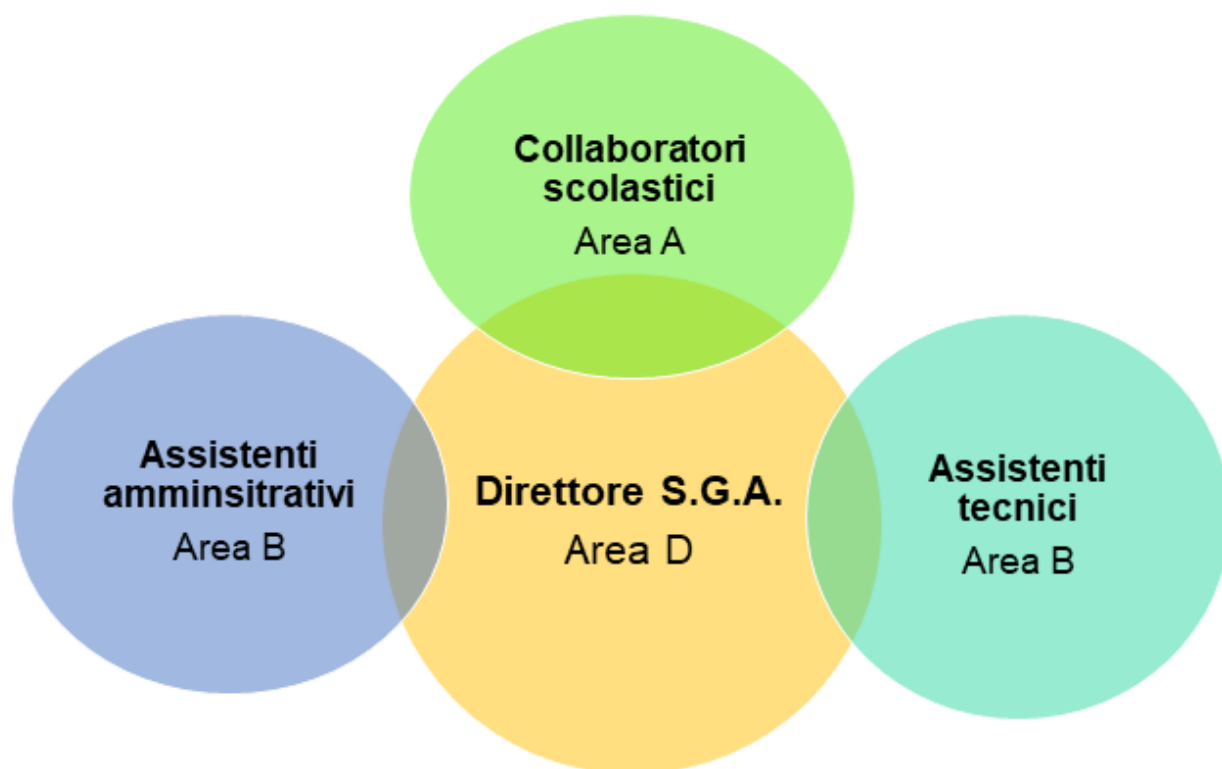 Collaboratori
scolastici
Area A
Assistenti
amminsitrativi
Area B
Direttore S.G.A.
Area D
Assistenti
tecnici
Area B